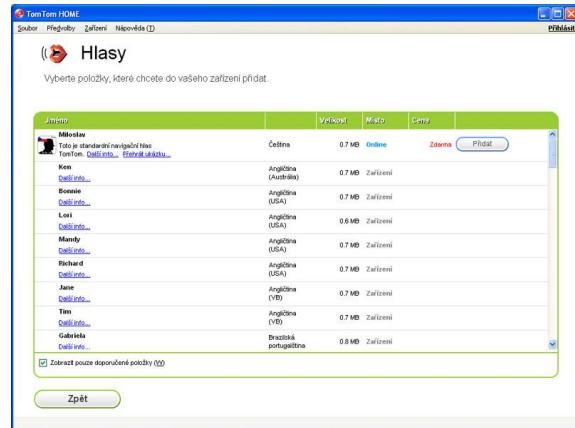 TomTom HOME
Soubor Předvolby Zařízení Nápověda (T) Přihlásit
Hlasy
Vyberte položky, které chcete do vašeho zařízení přidat.
Jméno Velikost Místo Cena
Miloslav
Toto je standardní navigační hlas
TomTom. Další info... Přehrát ukázku... Čeština 0.7 MB Online Zdarma Přidat
Ken
Další info... Angličtina (Austrálie) 0.7 MB Zařízení
Bonnie
Další info... Angličtina (USA) 0.7 MB Zařízení
Lori
Další info... Angličtina (USA) 0.6 MB Zařízení
Mandy
Další info... Angličtina (USA) 0.7 MB Zařízení
Richard
Další info... Angličtina (USA) 0.7 MB Zařízení
Jane
Další info... Angličtina (VB) 0.7 MB Zařízení
Tim
Další info... Angličtina (VB) 0.7 MB Zařízení
Gabriela
Další info... Brazilská portugalština 0.8 MB Zařízení
Zobrazit pouze doporučené položky (W)
Zpět